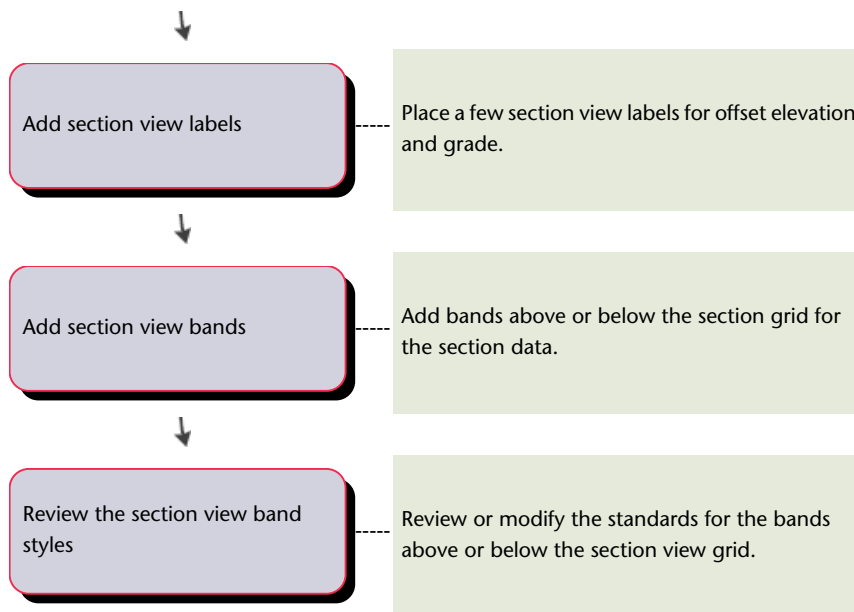 Add section view labels
Place a few section view labels for offset elevation
and grade.
Add section view bands
Add bands above or below the section grid for
the section data.
Review the section view band
styles
Review or modify the standards for the bands
above or below the section view grid.